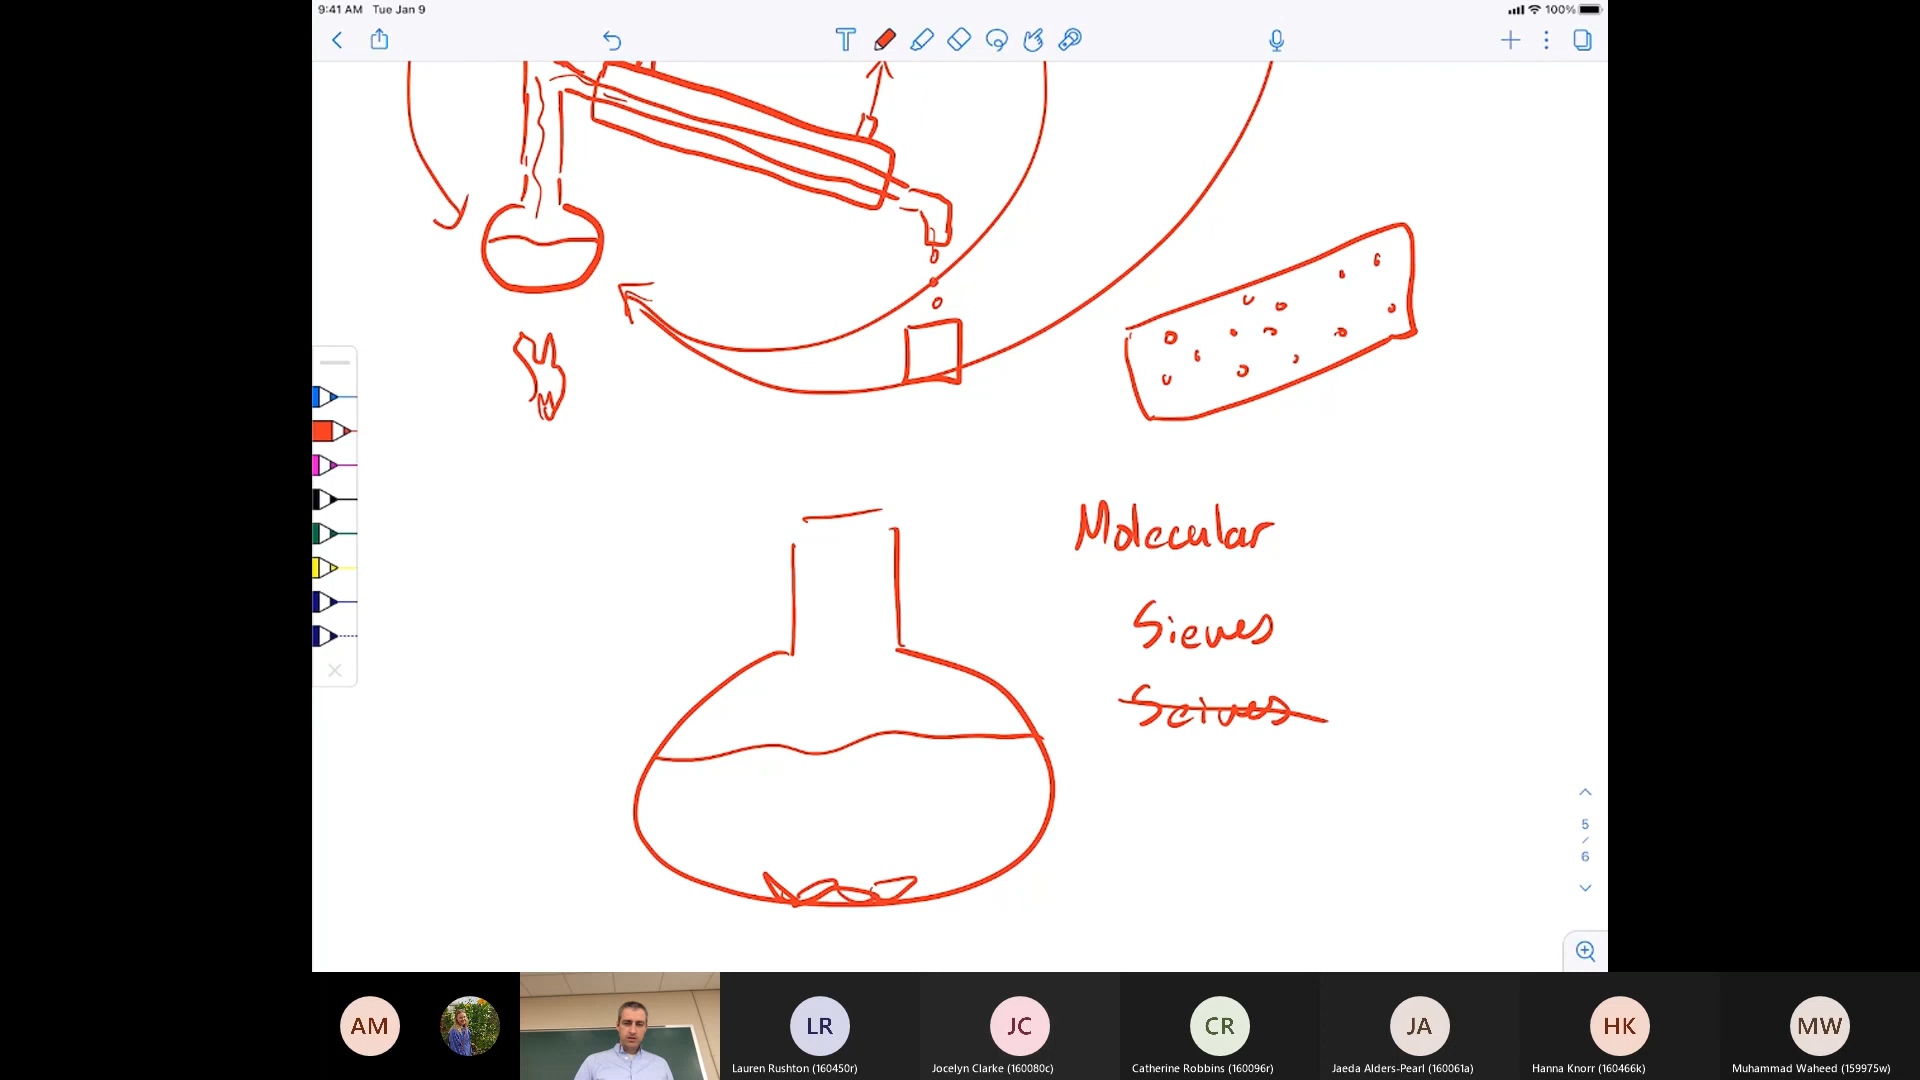 9:41 AM Tue Jan 9
100%
T
Molecular
Sieves
Seives
5
6
AM
LR
JC
CR
JA
HK
MW
Lauren Rushton (160450r)
Jocelyn Clarke (160080c)
Catherine Robbins (160096r)
Jaeda Alders-Pearl (160061a)
Hanna Knorr (160466k)
Muhammad Waheed (159975w)